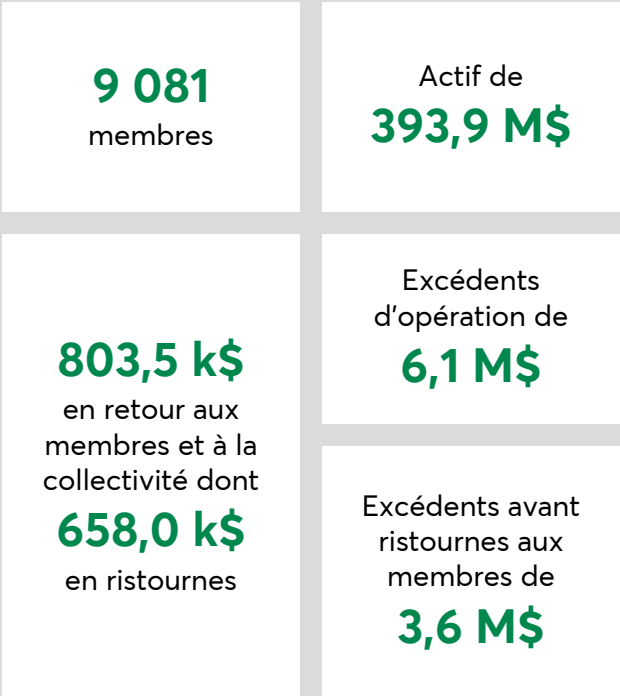 9 081
membres
Actif de
393,9 M$
803,5 k$
en retour aux
membres et à la
collectivité dont
658,0 k$
en ristournes
Excédents
d’opération de
6,1 M$
Excédents avant
ristournes aux
membres de
3,6 M$